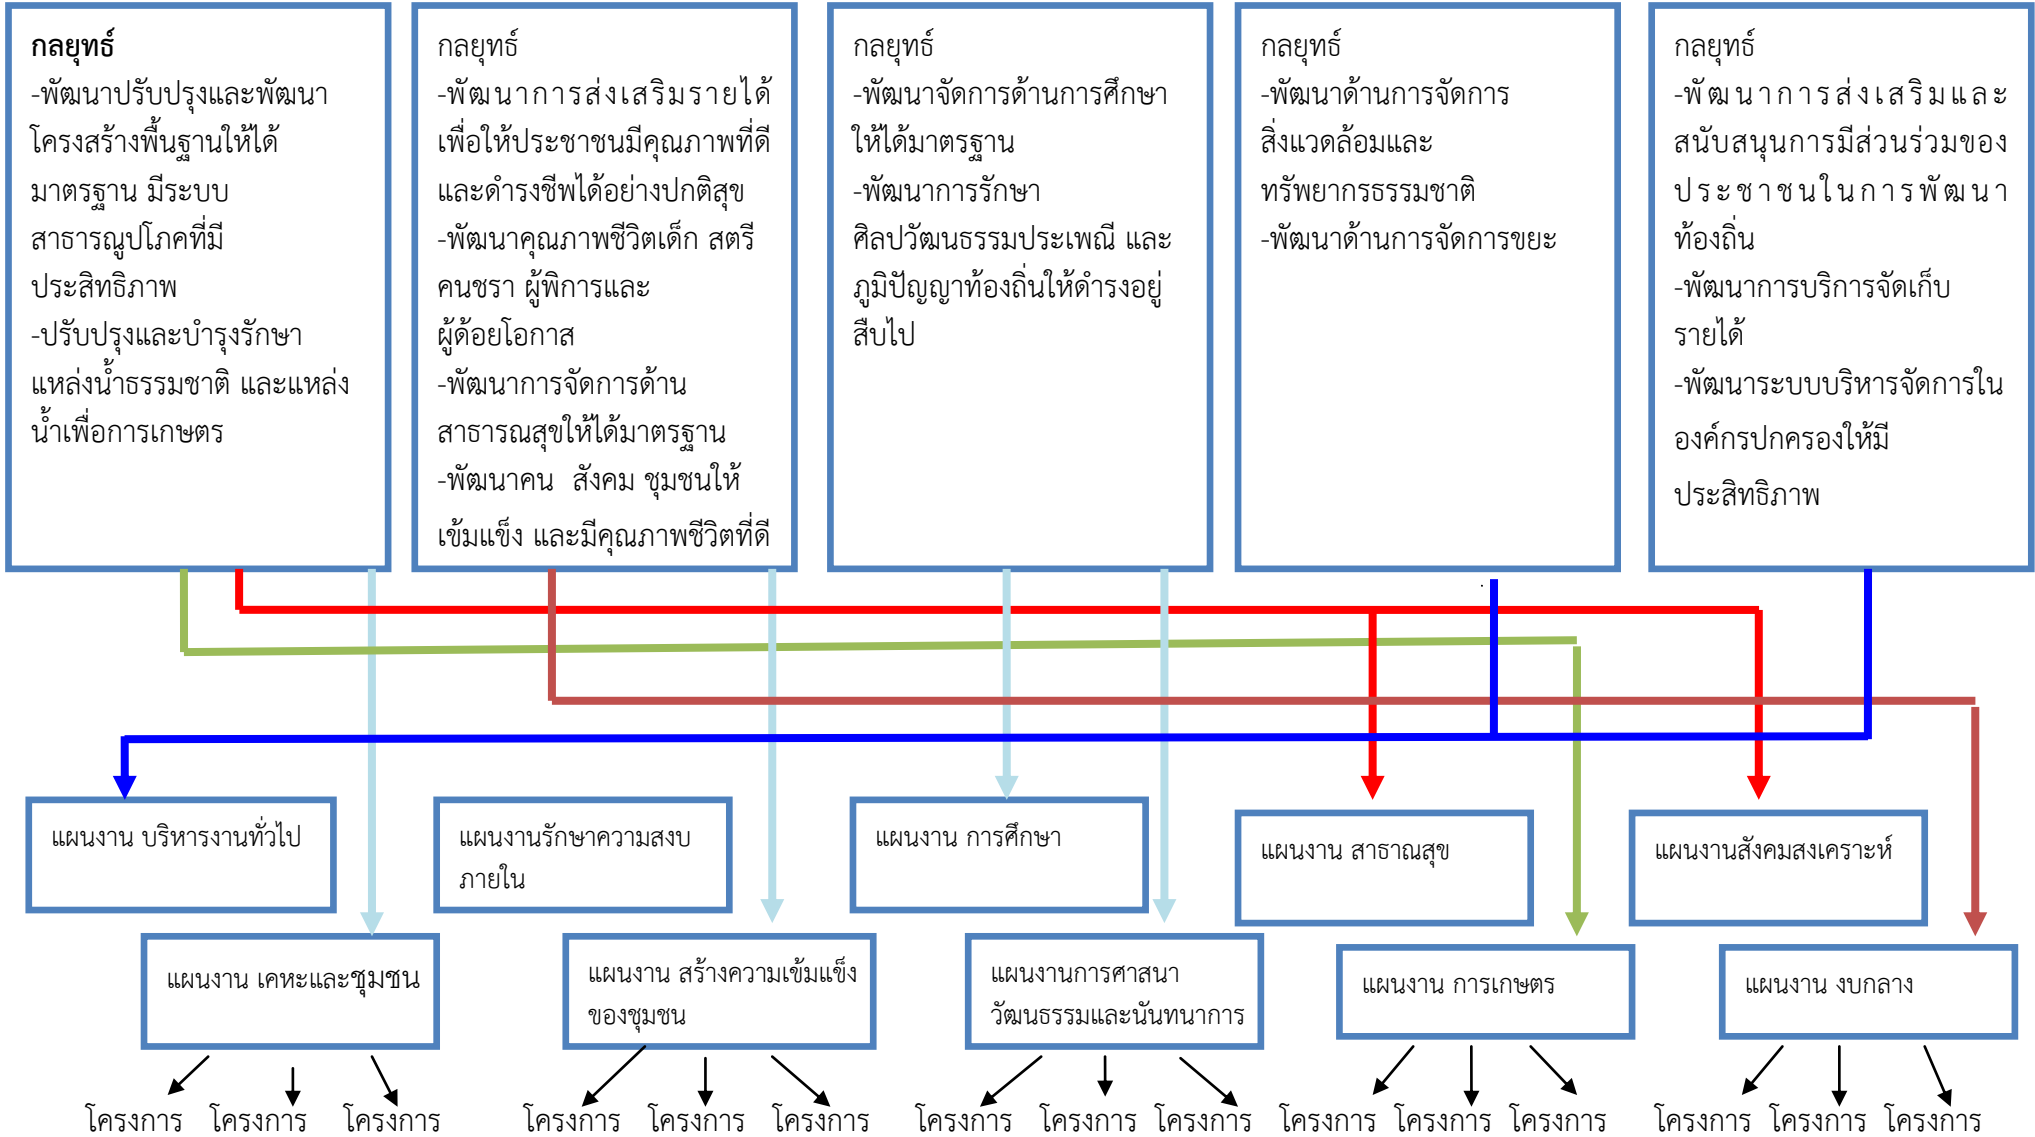 กลยุทธ์
-พัฒนาปรับปรุงและพัฒนา
โครงสร้างพื้นฐานให้ได้
มาตรฐาน มีระบบ
สาธารณูปโภคที่มี
ประสิทธิภาพ
-ปรับปรุงและบำรุงรักษา
แหล่งน้ำธรรมชาติ และแหล่ง
น้ำเพื่อการเกษตร
กลยุทธ์
-พัฒนาการส่งเสริมรายได้
เพื่อให้ประชาชนมีคุณภาพที่ดี
และดำรงชีพได้อย่างปกติสุข
-พัฒนาคุณภาพชีวิตเด็ก สตรี
คนชรา ผู้พิการและ
ผู้ด้อยโอกาส
-พัฒนาการจัดการด้าน
สาธารณสุขให้ได้มาตรฐาน
-พัฒนาคน สังคม ชุมชนให้
เข้มแข็ง และมีคุณภาพชีวิตที่ดี
กลยุทธ์
-พัฒนาจัดการด้านการศึกษา
ให้ได้มาตรฐาน
-พัฒนาการรักษา
ศิลปวัฒนธรรมประเพณี และ
ภูมิปัญญาท้องถิ่นให้ดำรงอยู่
สืบไป
กลยุทธ์
-พัฒนาด้านการจัดการ
สิ่งแวดล้อมและ
ทรัพยากรธรรมชาติ
-พัฒนาด้านการจัดการขยะ
กลยุทธ์
-พัฒนาการส่งเสริมและ
สนับสนุนการมีส่วนร่วมของ
ประชาชนในการพัฒนา
ท้องถิ่น
-พัฒนาการบริการจัดเก็บ
รายได้
-พัฒนาระบบบริหารจัดการใน
องค์กรปกครองให้มี
ประสิทธิภาพ
แผนงาน บริหารงานทั่วไป
แผนงานรักษาความสงบ
ภายใน
แผนงาน การศึกษา
แผนงาน สาธาณสุข
แผนงานสังคมสงเคราะห์
แผนงาน เคหะและชุมชน
แผนงาน สร้างความเข้มแข็ง
ของชุมชน
แผนงานการศาสนา
วัฒนธรรมและนันทนาการ
แผนงาน การเกษตร
แผนงาน งบกลาง
โครงการ โครงการ โครงการ โครงการ โครงการ โครงการ โครงการ โครงการ โครงการ โครงการ โครงการ โครงการ โครงการ โครงการ โครงการ